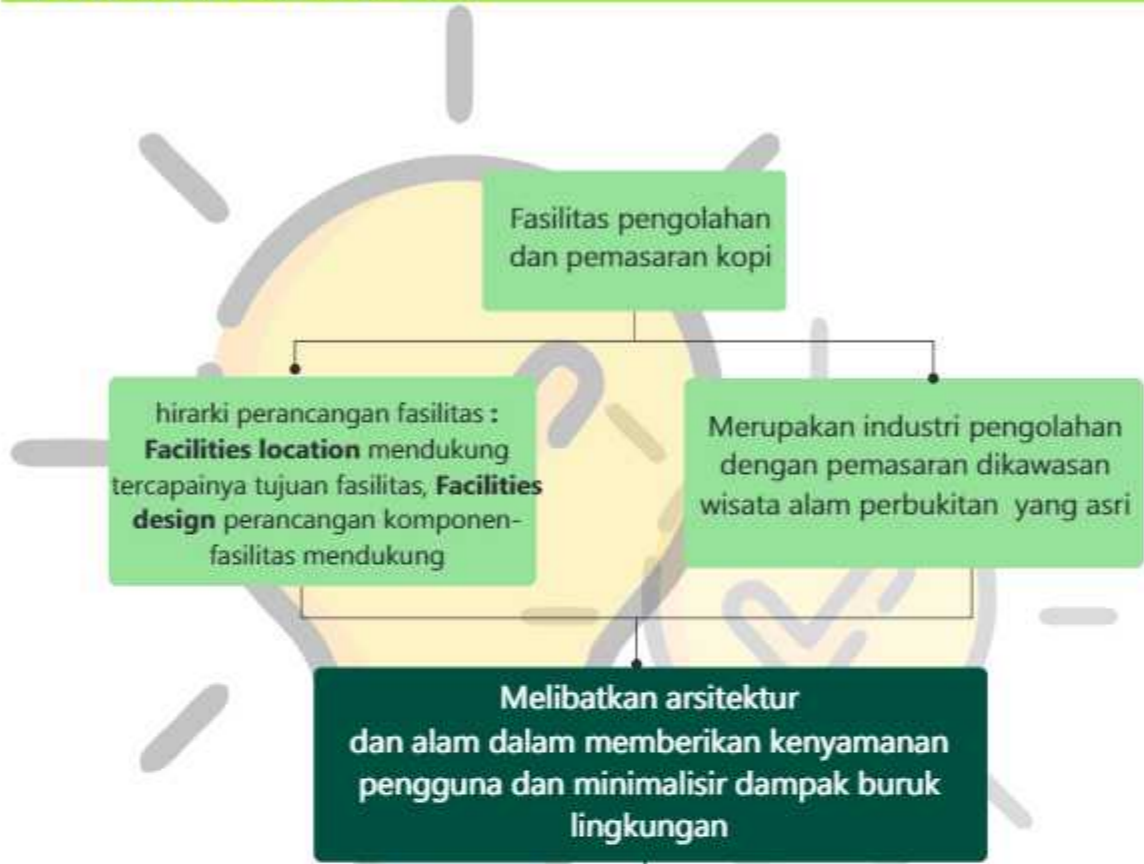 Fasilitas pengolahan
dan pemasaran kopi
hirarki perancangan fasilitas :
Facilities location mendukung
tercapainya tujuan fasilitas, Facilities
design perancangan komponen-
fasilitas mendukung
Merupakan industri pengolahan
dengan pemasaran dikawasan
wisata alam perbukitan yang asri
Melibatkan arsitektur
dan alam dalam memberikan kenyamanan
pengguna dan minimalisir dampak buruk
lingkungan